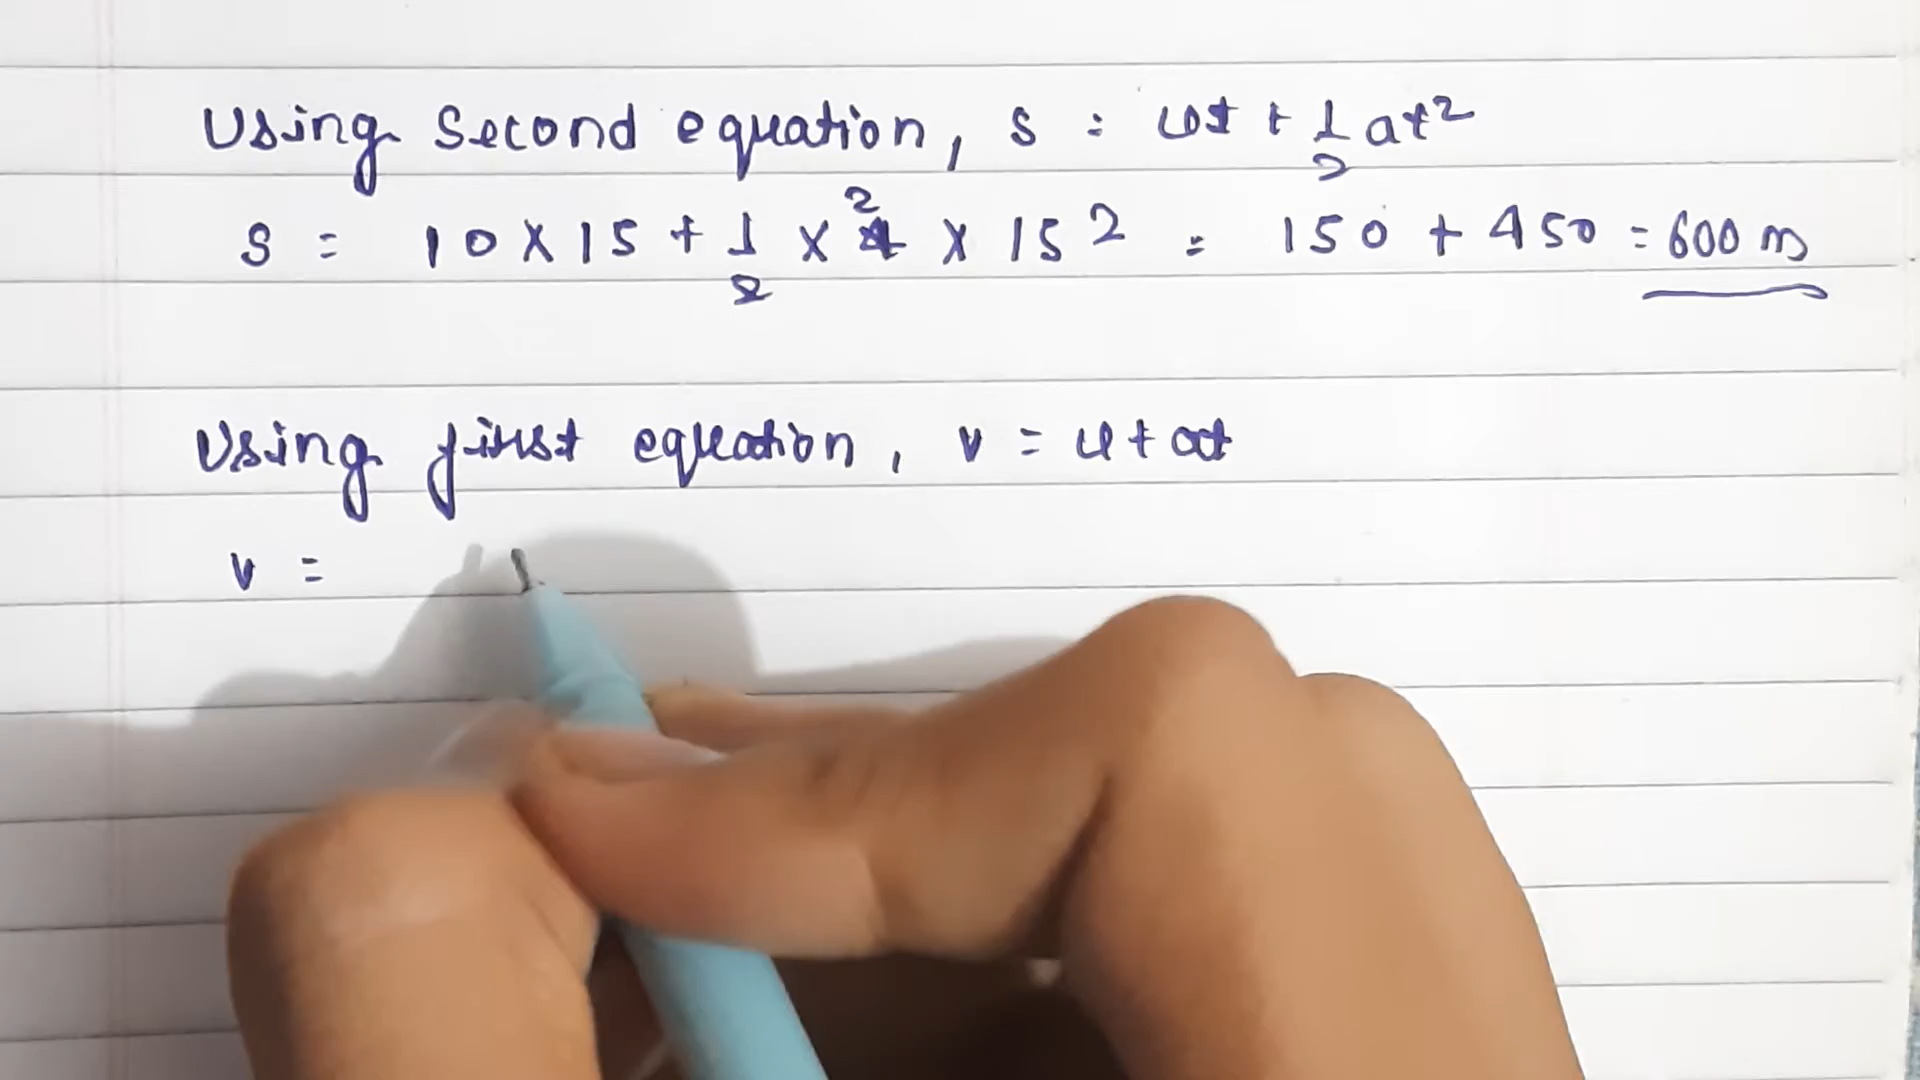 Using Second equation, s = ut + 1/2 at²
s = 10 X 15 + 1/2 X 4 2 X 15² = 150 + 450 = 600 m
Using first equation, v = u + at
v =